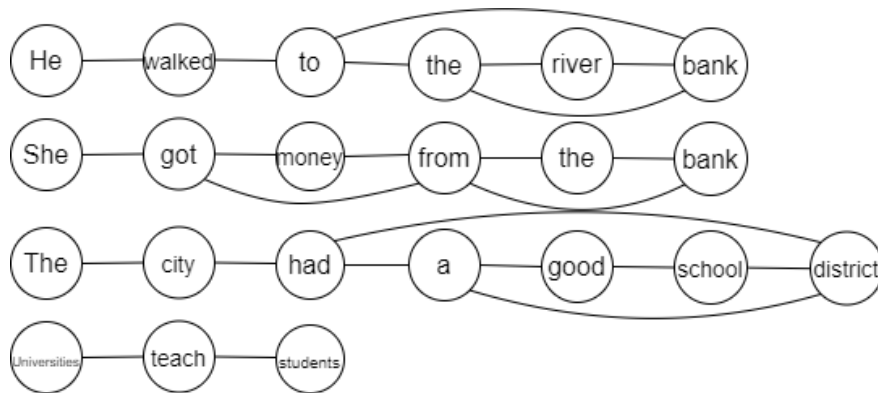 He walked to the river bank
She got money from the bank
The city had a good school district
Universities teach students